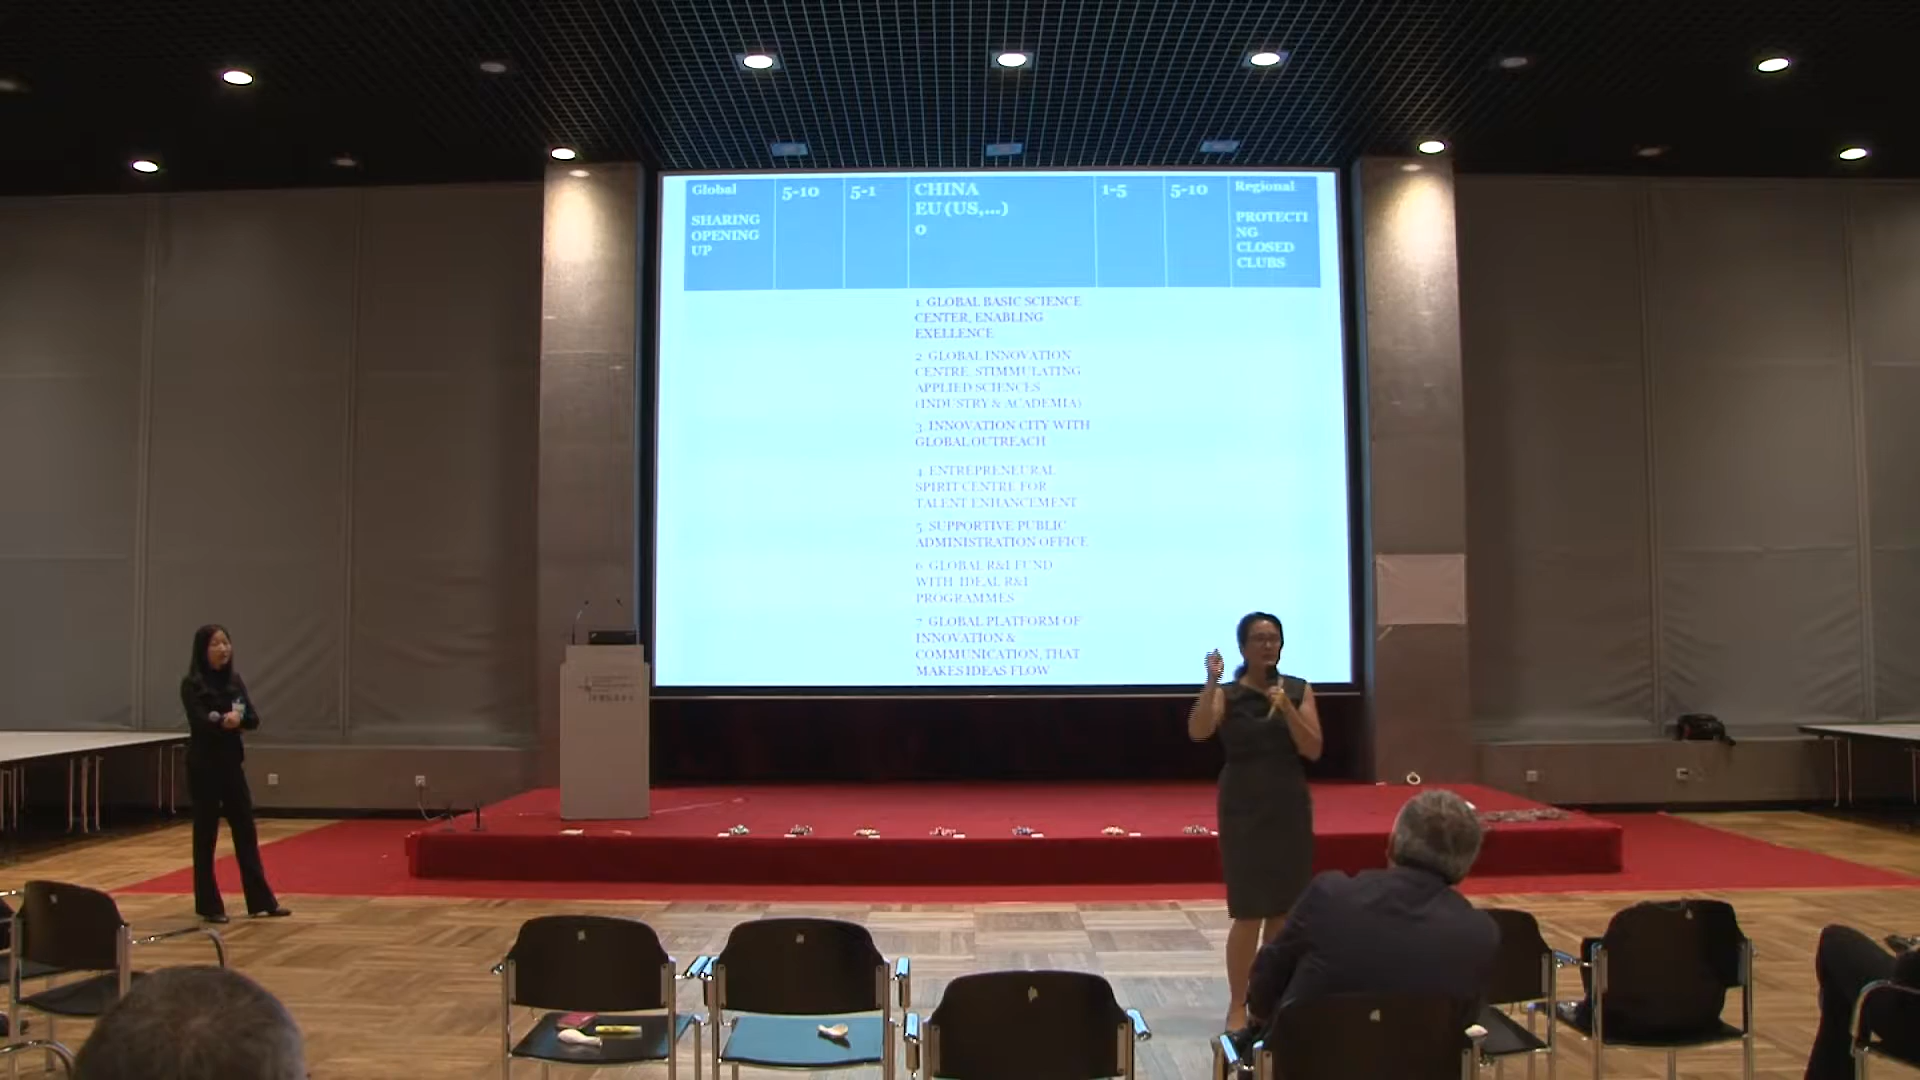 Global
SHARING
OPENING
UP
5-10
5-1
CHINA
EU (US,...)
0
1-5
5-10
Regional
PROTECTI
NG
CLOSED
CLUBS
1. GLOBAL BASIC SCIENCE
CENTER, ENABLING
EXELLENCE
2. GLOBAL INNOVATION
CENTRE, STIMMULATING
APPLIED SCIENCES
(INDUSTRY & ACADEMIA)
3. INNOVATION CITY WITH
GLOBAL OUTREACH
4. ENTREPRENEURAL
SPIRIT CENTRE FOR
TALENT ENHANCEMENT
5. SUPPORTIVE PUBLIC
ADMINISTRATION OFFICE
6. GLOBAL R&I FUND
WITH IDEAL R&I
PROGRAMMES
7. GLOBAL PLATFORM OF
INNOVATION &
COMMUNICATION, THAT
MAKES IDEAS FLOW